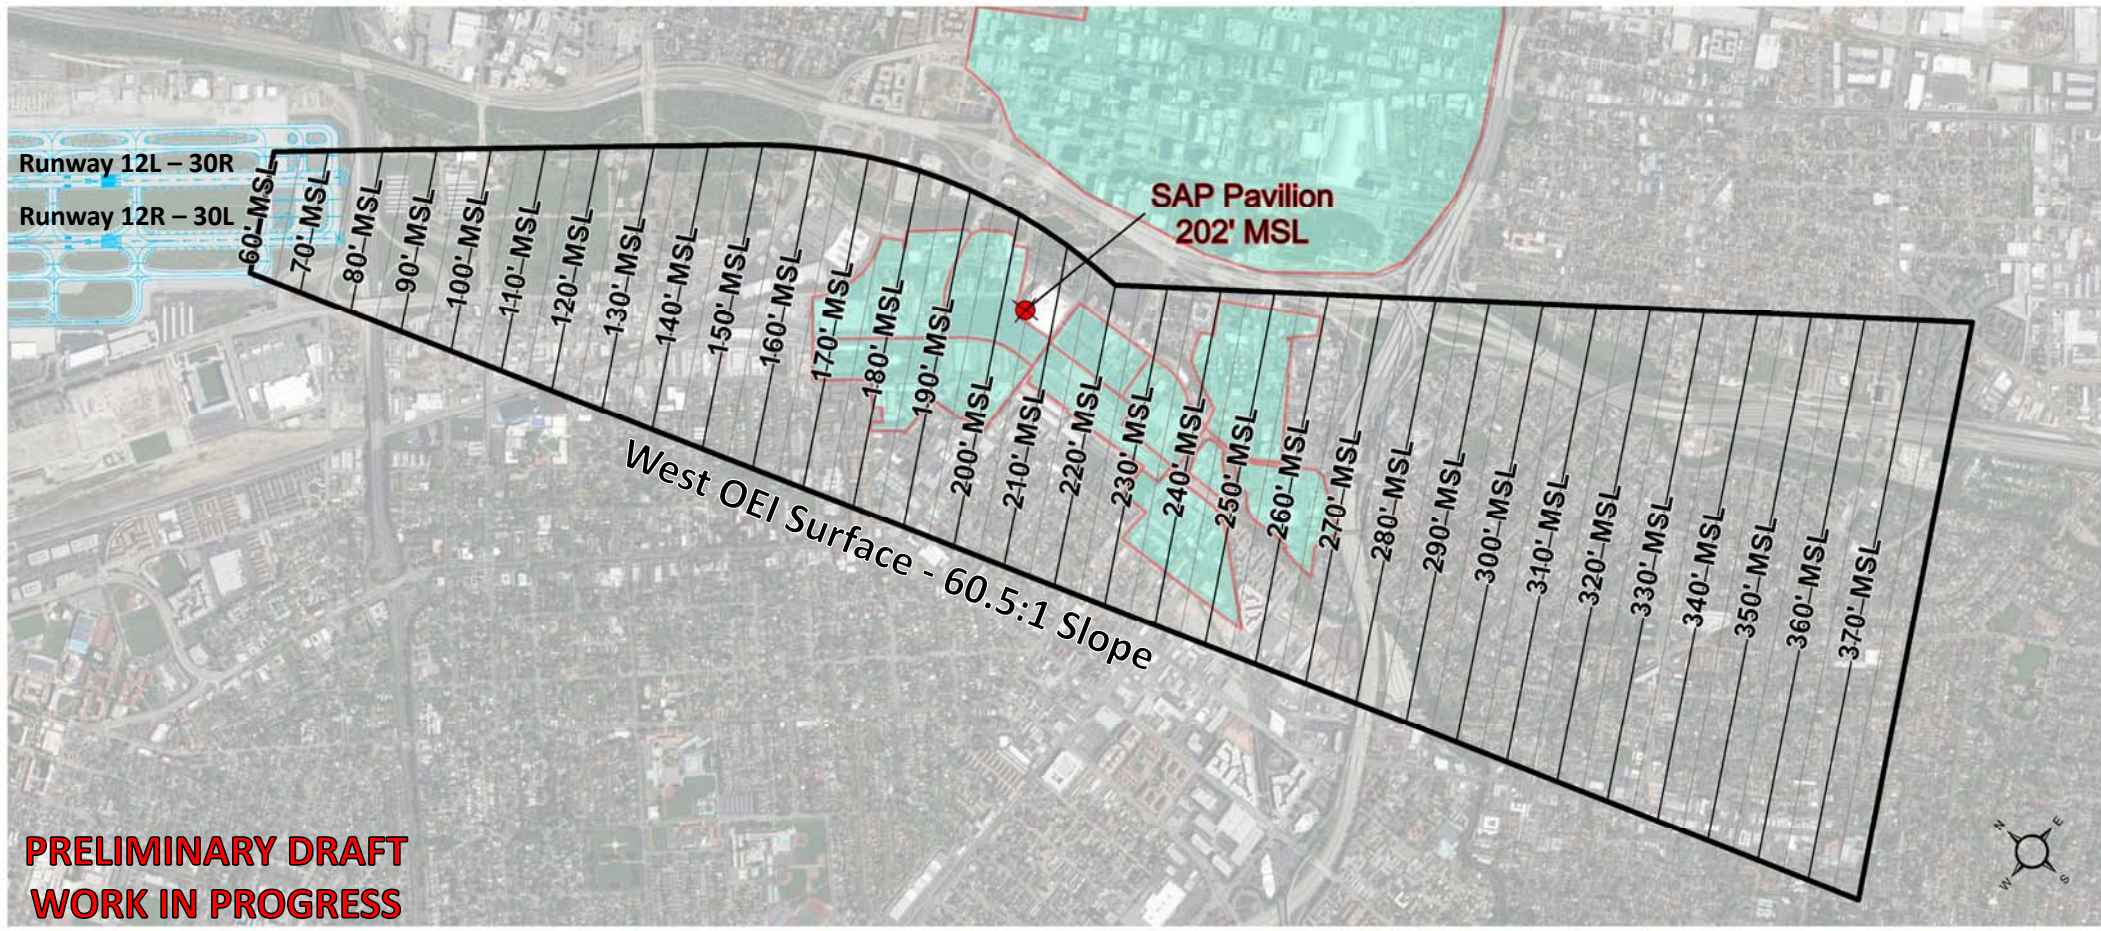 Runway 12L – 30R
Runway 12R – 30L
SAP Pavilion
202' MSL
60' MSL
70' MSL
80' MSL
90' MSL
100' MSL
110' MSL
120' MSL
130' MSL
140' MSL
150' MSL
160' MSL
170' MSL
180' MSL
190' MSL
200' MSL
210' MSL
220' MSL
230' MSL
240' MSL
250' MSL
260' MSL
270' MSL
280' MSL
290' MSL
300' MSL
310' MSL
320' MSL
330' MSL
340' MSL
350' MSL
360' MSL
370' MSL
West OEI Surface - 60.5:1 Slope
PRELIMINARY DRAFT
WORK IN PROGRESS
N
E
W
S